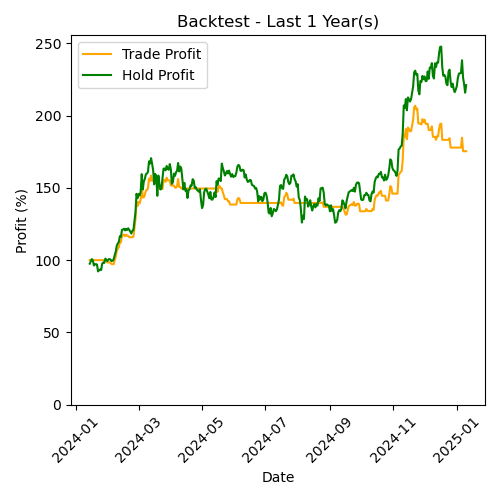 Backtest - Last 1 Year(s)
Trade Profit
Hold Profit
Profit (%)
250
200
150
100
50
0
2024-01
2024-03
2024-05
2024-07
2024-09
2024-11
2025-01
Date